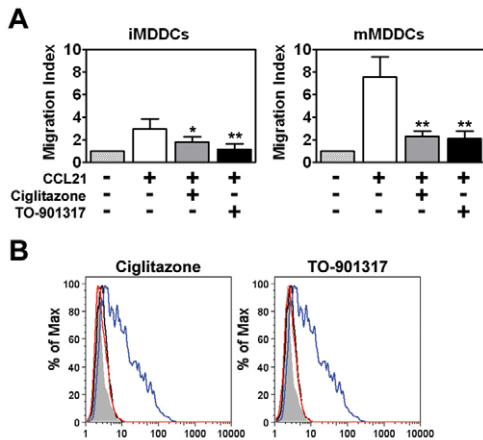 A
iMDDCs
mMDDCs
Migration Index
10
8
6
4
2
0
*
**
Migration Index
10
8
6
4
2
0
**
**
CCL21 - + + + - + + +
Ciglitazone - - + - - - + -
TO-901317 - - - + - - - +
B
Ciglitazone
TO-901317
% of Max
100
80
60
40
20
0
1 10 100 1000 10000
% of Max
100
80
60
40
20
0
1 10 100 1000 10000